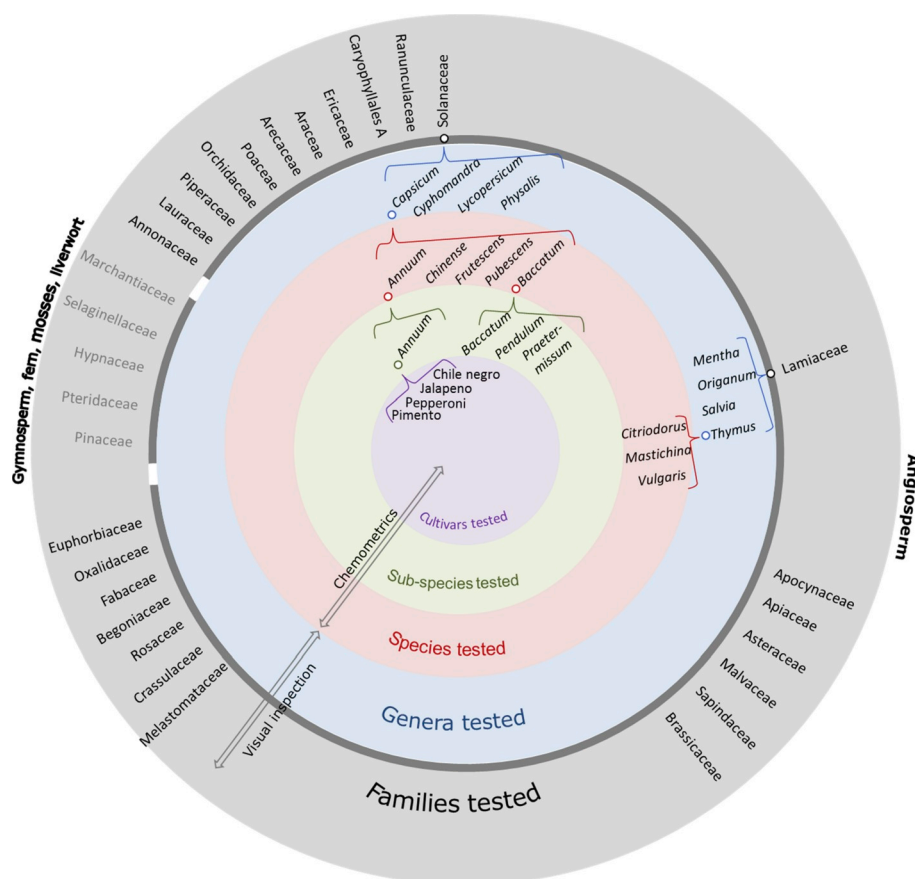 Gymnosperm, fem, mosses, liverwort
Angiosperm
Marchantiaceae
Selaginellaceae
Hypnaceae
Pteridaceae
Pinaceae
Annonaceae
Lauraceae
Piperaceae
Orchidaceae
Poaceae
Arecaceae
Araceae
Ericaceae
Caryophyllales A
Ranunculaceae
Solanaceae
Lamiaceae
Apocynaceae
Apiaceae
Asteraceae
Malvaceae
Sapindaceae
Brassicaceae
Euphorbiaceae
Oxalidaceae
Fabaceae
Begoniaceae
Rosaceae
Crassulaceae
Melastomataceae
Capsicum
Cyphomandra
Lycopersicum
Physalis
Annuum
Chinense
Frutescens
Pubescens
Baccatum
Annuum
Baccatum
Pendulum
Praeter-
missum
Chile negro
Jalapeno
Pepperoni
Pimento
Mentha
Origanum
Salvia
Thymus
Citriodorus
Mastichina
Vulgaris
Chemometrics
Visual inspection
Cultivars tested
Sub-species tested
Species tested
Genera tested
Families tested